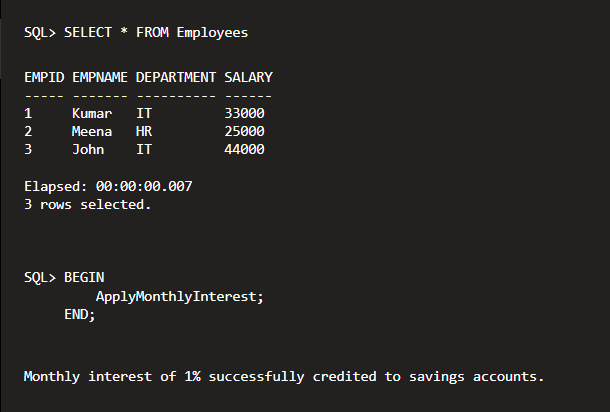 SQL> SELECT * FROM Employees
EMPID EMPNAME DEPARTMENT SALARY
----- ------- ---------- ------
1     Kumar   IT         33000
2     Meena   HR         25000
3     John    IT         44000
Elapsed: 00:00:00.007
3 rows selected.
SQL> BEGIN
         ApplyMonthlyInterest;
     END;
Monthly interest of 1% successfully credited to savings accounts.